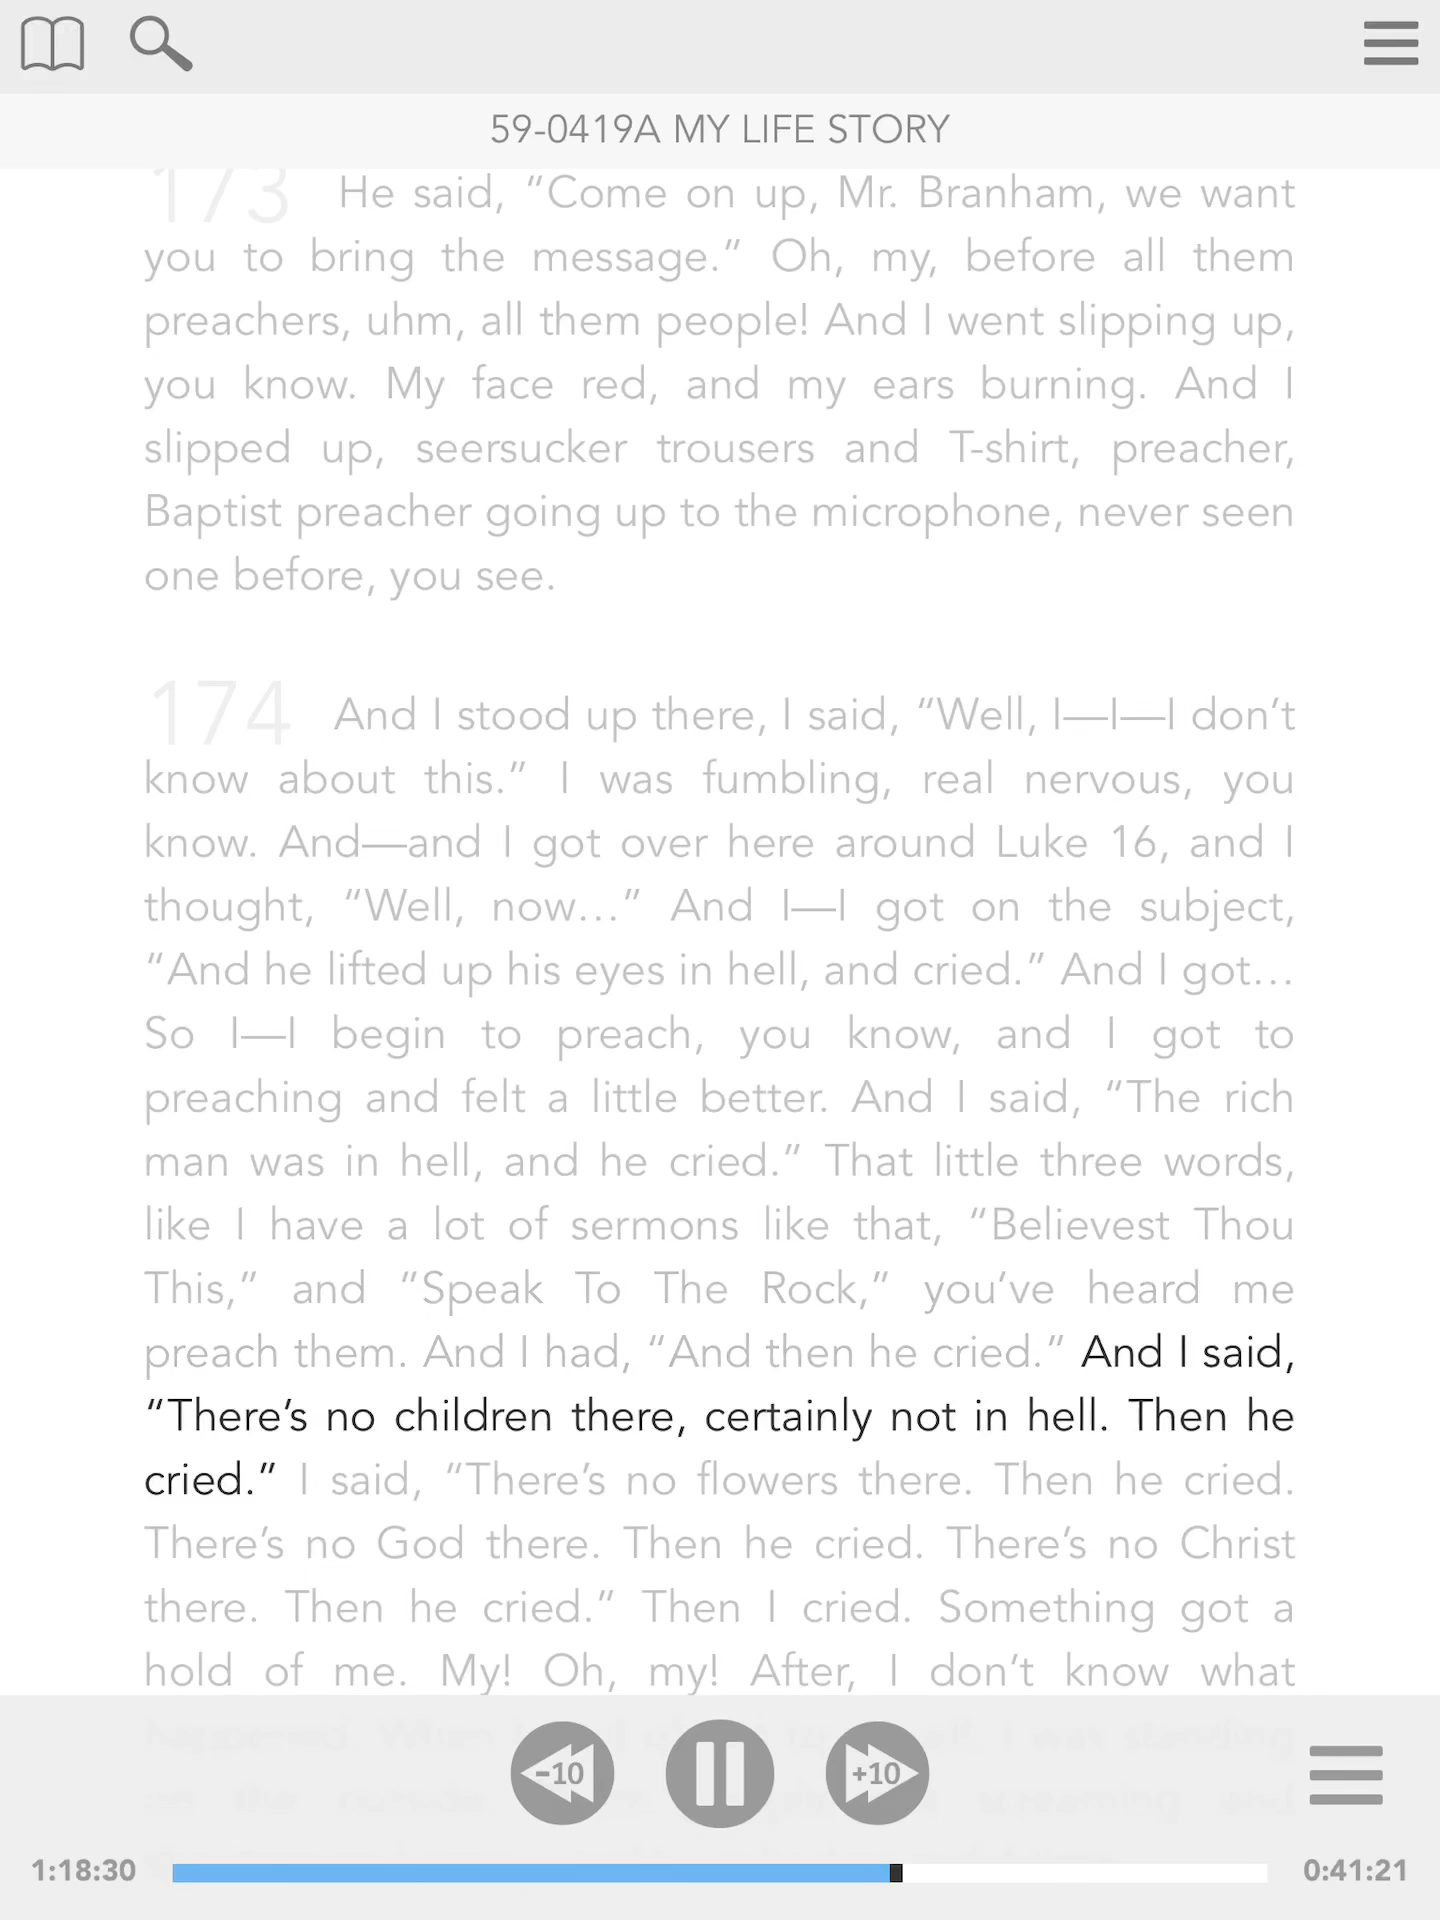 59-0419A MY LIFE STORY
173 He said, “Come on up, Mr. Branham, we want
you to bring the message.” Oh, my, before all them
preachers, uhm, all them people! And I went slipping up,
you know. My face red, and my ears burning. And I
slipped up, seersucker trousers and T-shirt, preacher,
Baptist preacher going up to the microphone, never seen
one before, you see.
174 And I stood up there, I said, “Well, I—I—I don’t
know about this.” I was fumbling, real nervous, you
know. And—and I got over here around Luke 16, and I
thought, “Well, now…” And I—I got on the subject,
“And he lifted up his eyes in hell, and cried.” And I got…
So I—I begin to preach, you know, and I got to
preaching and felt a little better. And I said, “The rich
man was in hell, and he cried.” That little three words,
like I have a lot of sermons like that, “Believest Thou
This,” and “Speak To The Rock,” you’ve heard me
preach them. And I had, “And then he cried.” And I said,
“There’s no children there, certainly not in hell. Then he
cried.” I said, “There’s no flowers there. Then he cried.
There’s no God there. Then he cried. There’s no Christ
there. Then he cried.” Then I cried. Something got a
hold of me. My! Oh, my! After, I don’t know what
happened. When I was standing
screaming and
-10 +10
1:18:30 0:41:21